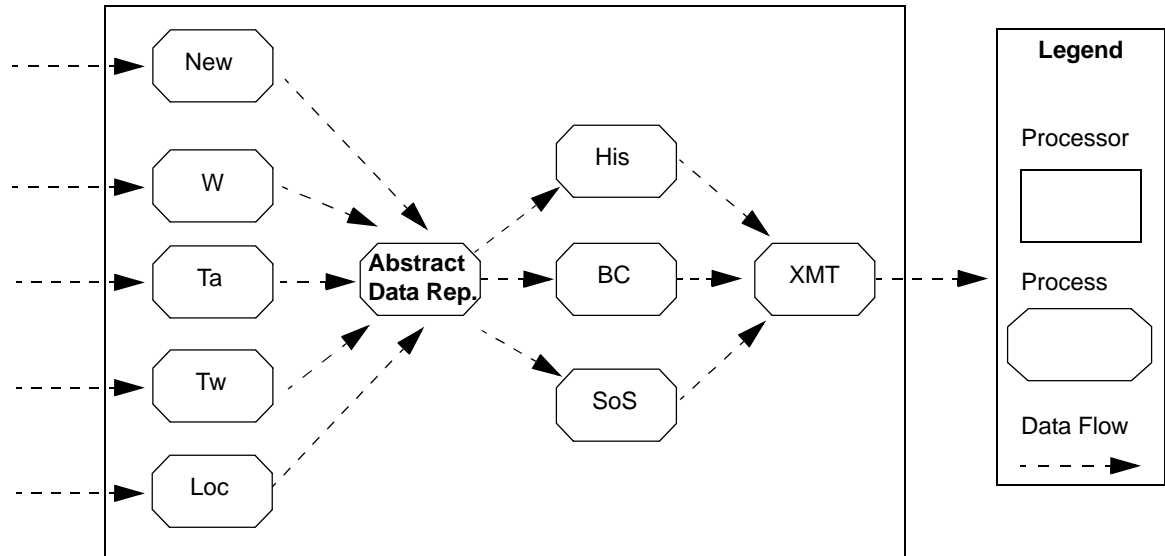 New
W
Ta
Tw
Loc
Abstract
Data Rep.
His
BC
SoS
XMT
Legend
Processor
Process
Data Flow